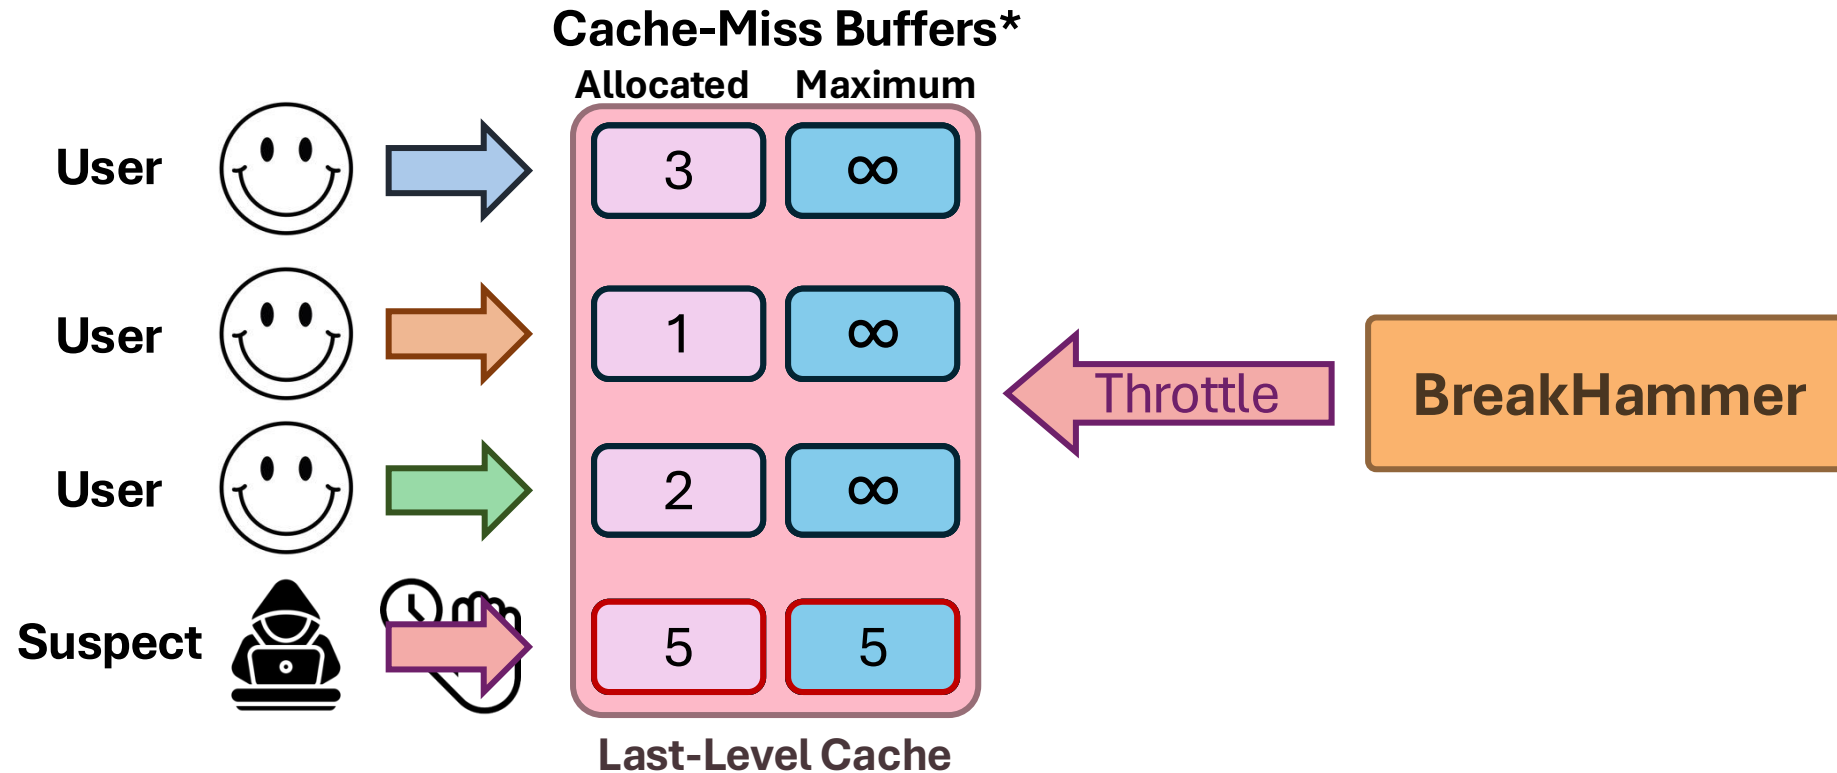 Cache-Miss Buffers*
Allocated Maximum
User 3 ∞
User 1 ∞
Throttle BreakHammer
User 2 ∞
Suspect 5 5
Last-Level Cache